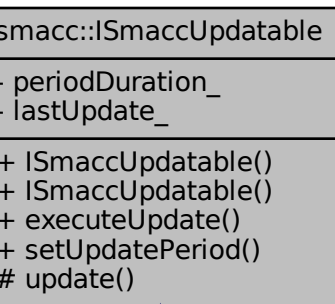 smacc::ISmaccUpdatable
- periodDuration_
- lastUpdate_
+ ISmaccUpdatable()
+ ISmaccUpdatable()
+ executeUpdate()
+ setUpdatePeriod()
# update()